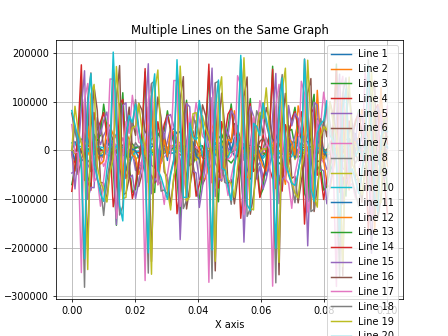 Multiple Lines on the Same Graph
200000
100000
0
−100000
−200000
−300000
0.00
0.02
0.04
0.06
X axis
Line 1
Line 2
Line 3
Line 4
Line 5
Line 6
Line 7
Line 8
Line 9
Line 10
Line 11
Line 12
Line 13
Line 14
Line 15
Line 16
Line 17
Line 18
Line 19
Line 20